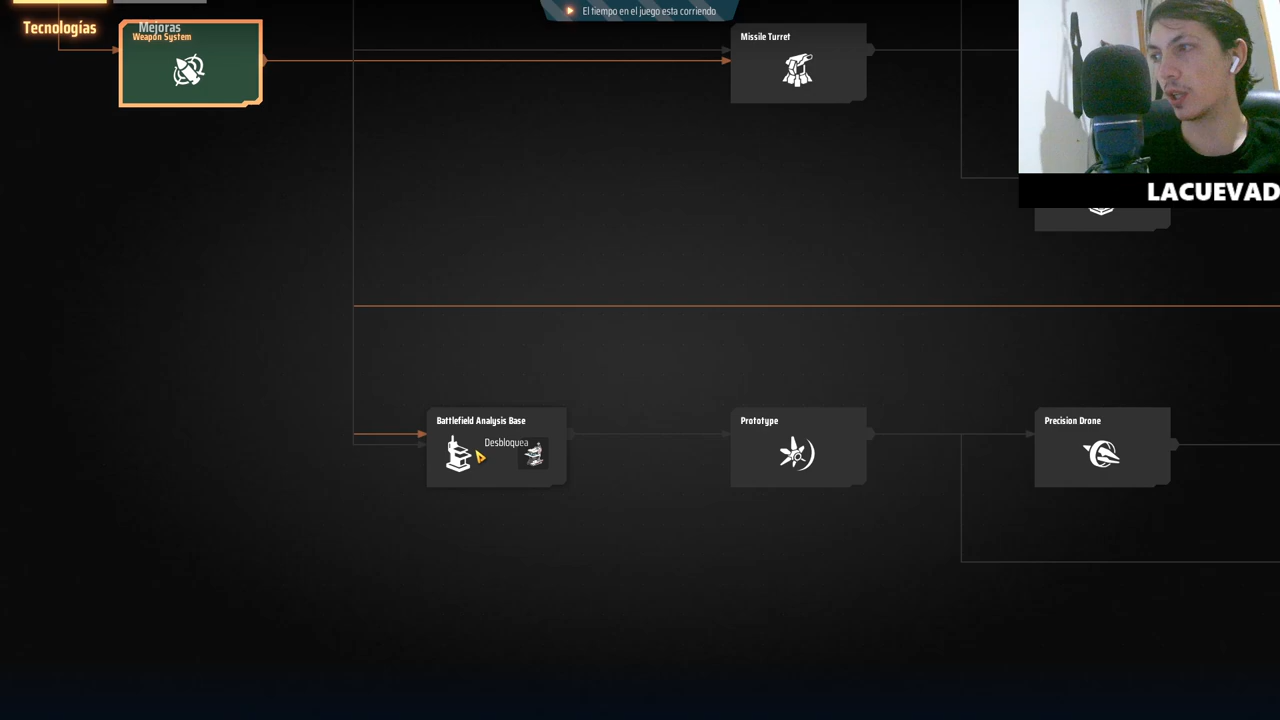 El tiempo en el juego esta corriendo
Tecnologías
Mejoras
Weapon System
Missile Turret
LACUEVAD
Battlefield Analysis Base
Desbloquea
Prototype
Precision Drone